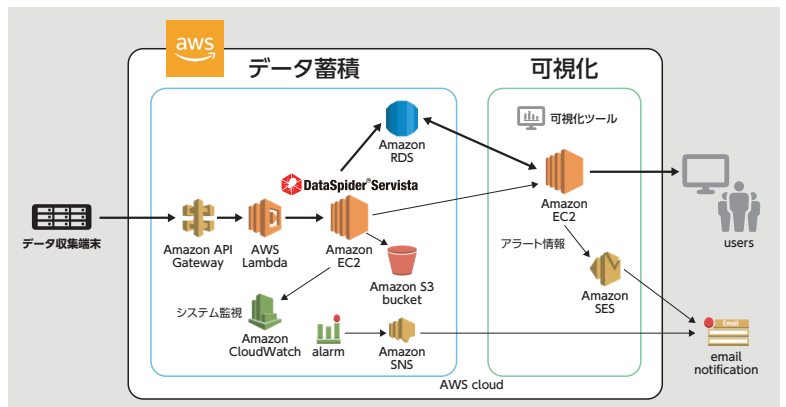 aws
データ蓄積
可視化
可視化ツール
Amazon
RDS
DataSpider® Servista
データ収集端末
Amazon API
Gateway
AWS
Lambda
Amazon
EC2
Amazon
EC2
users
アラート情報
Amazon S3
bucket
Amazon
SES
システム監視
Amazon
CloudWatch
alarm
Amazon
SNS
Email
email
notification
AWS cloud